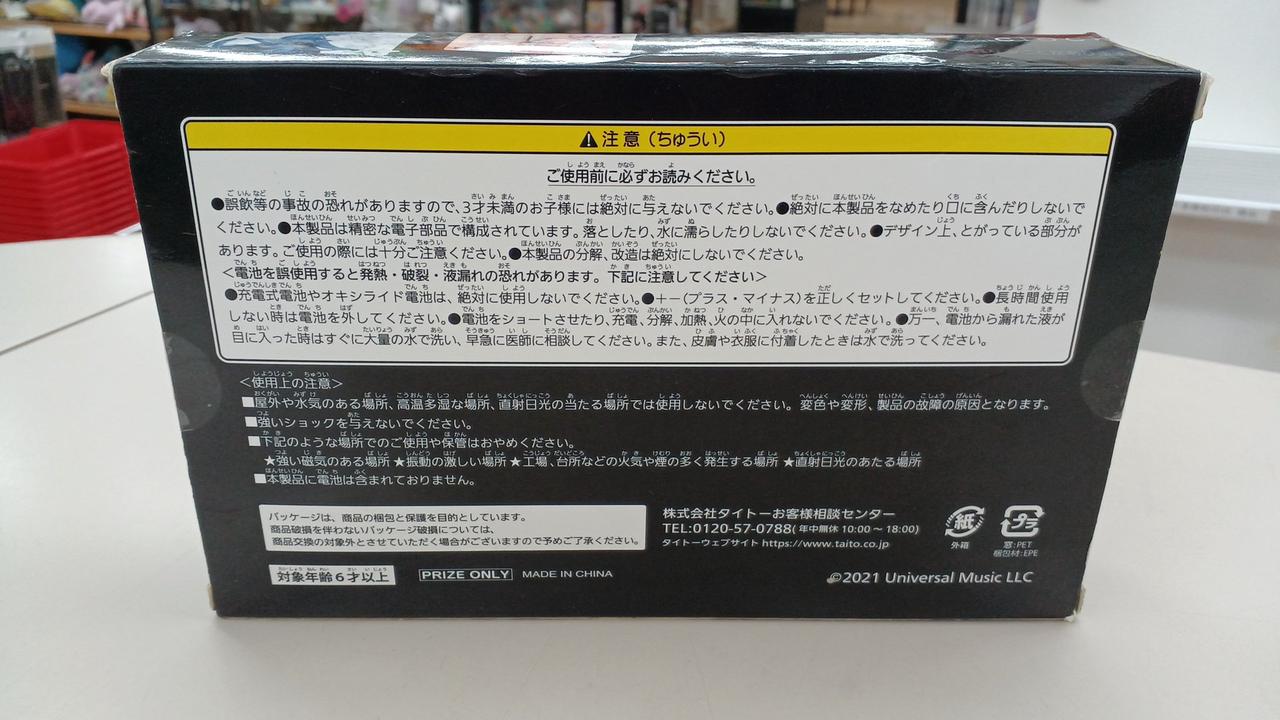 ⚠注意(ちゅうい)
ご使用前に必ずお読みください。
●誤飲等の事故の恐れがありますので、3才未満のお子様には絶対に与えないでください。●絶対に本製品をなめたり口に含んだりしないで
ください。●本製品は精密な電子部品で構成されています。落としたり、水に濡らしたりしないでください。●デザイン上、とがっている部分が
あります。ご使用の際には十分ご注意ください。●本製品の分解、改造は絶対にしないでください。
<電池を誤使用すると発熱・破裂・液漏れの恐れがあります。下記に注意してください>
●充電式電池やオキシライド電池は、絶対に使用しないでください。●+-(プラス・マイナス)を正しくセットしてください。●長時間使用
しない時は電池を外してください。●電池をショートさせたり、充電、分解、加熱、火の中に入れないでください。●万一、電池から漏れた液が
目に入った時はすぐに大量の水で洗い、早急に医師に相談してください。また、皮膚や衣服に付着したときは水で洗ってください。
<使用上の注意>
■屋外や水気のある場所、高温多湿な場所、直射日光の当たる場所では使用しないでください。変色や変形、製品の故障の原因となります。
■強いショックを与えないでください。
■下記のような場所でのご使用や保管はおやめください。
★強い磁気のある場所 ★振動の激しい場所 ★工場、台所などの火気や煙の多く発生する場所 ★直射日光のあたる場所
■本製品に電池は含まれておりません。
パッケージは、商品の梱包と保護を目的としています。
商品破損を伴わないパッケージ破損については、
商品交換の対象外とさせていただく場合がございますので予めご了承ください。
株式会社タイトーお客様相談センター
TEL:0120-57-0788(年中無休 10:00～18:00)
タイトーウェブサイト https://www.taito.co.jp
紙
外箱
プラ
窓:PET
梱包材:EPE
対象年齢6才以上
PRIZE ONLY MADE IN CHINA
©2021 Universal Music LLC